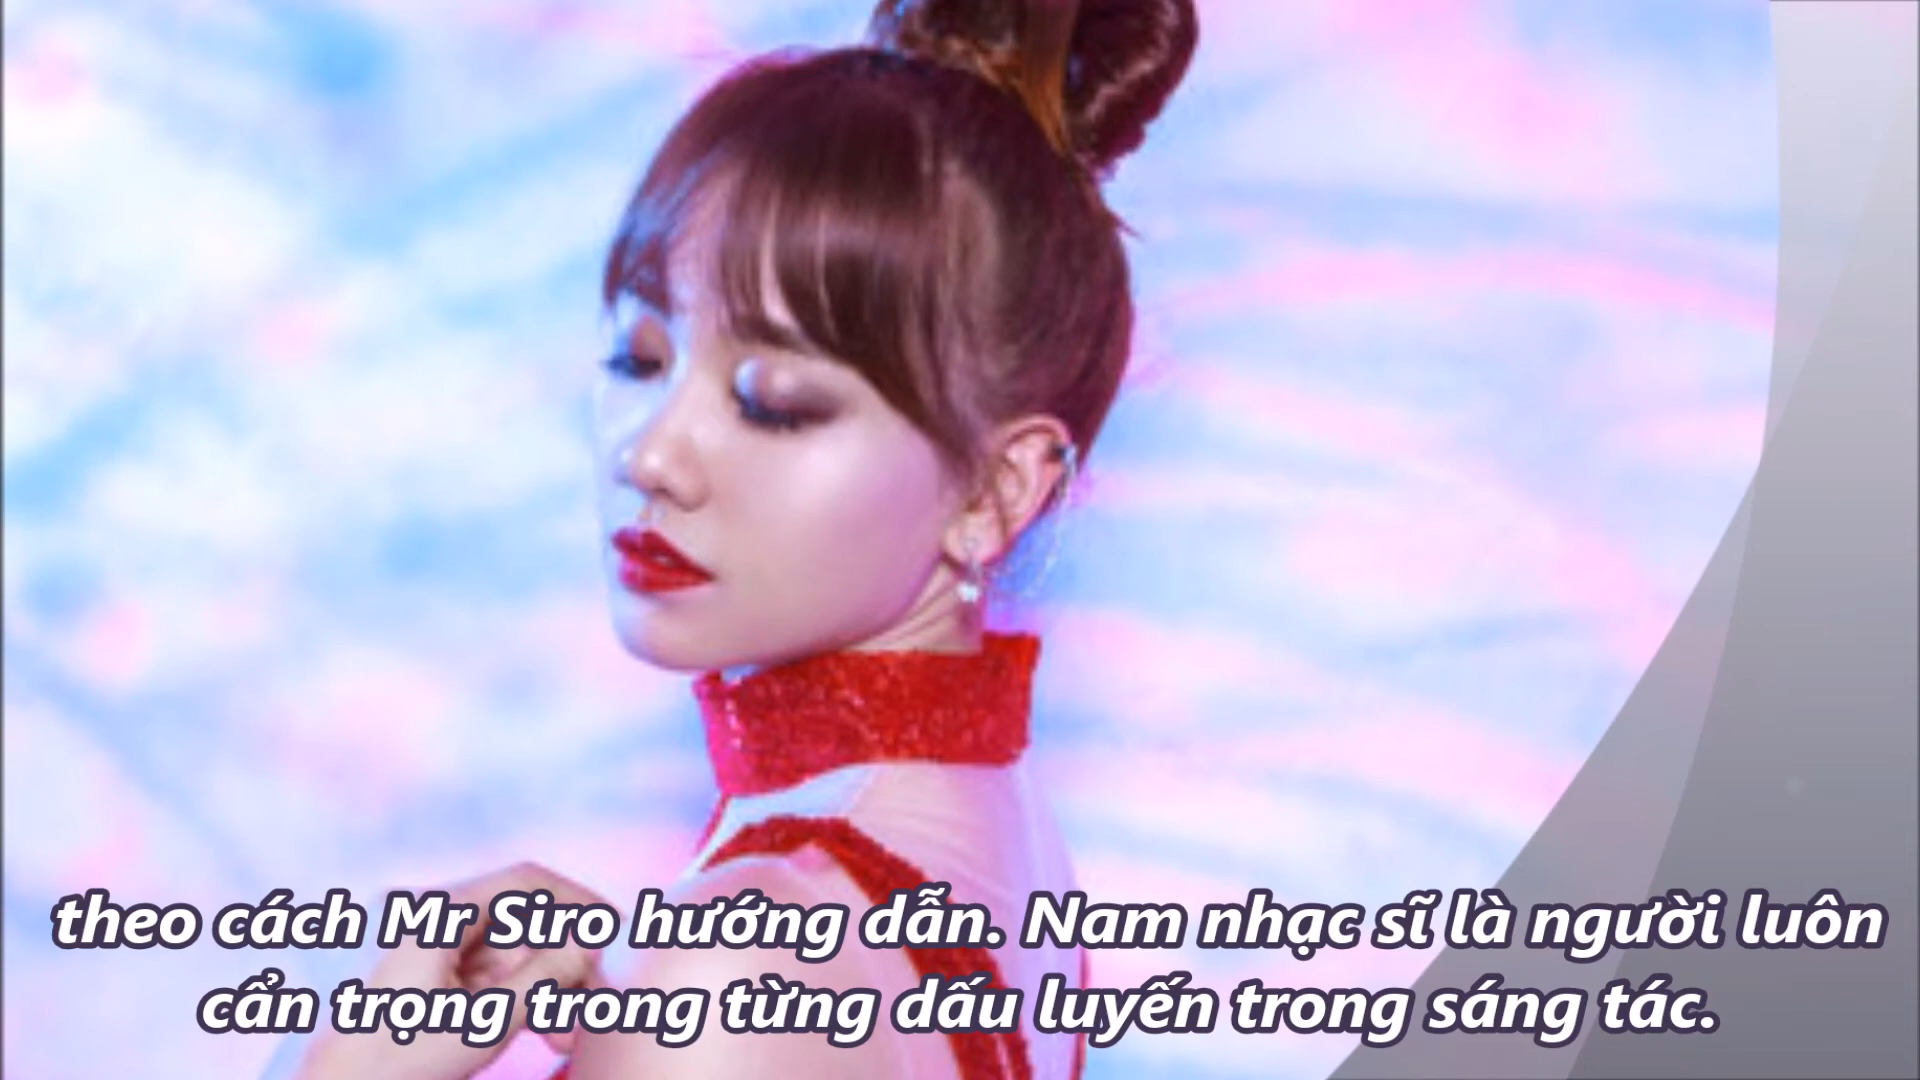 theo cách Mr Siro hướng dẫn. Nam nhạc sĩ là người luôn
cẩn trọng trong từng dấu luyến trong sáng tác.